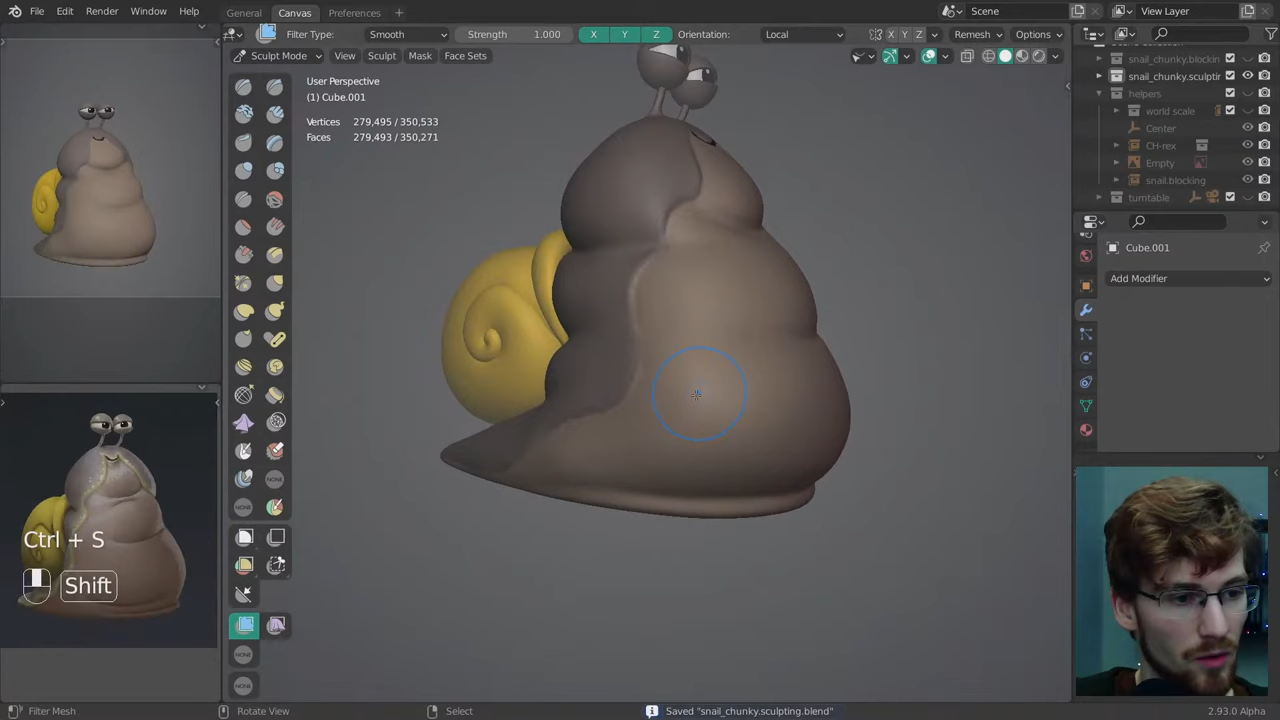 File Edit Render Window Help
General Canvas Preferences +
Scene
View Layer
Filter Type: Smooth Strength 1.000 X Y Z Orientation: Local X Y Z Remesh Options
Sculpt Mode View Sculpt Mask Face Sets
User Perspective
(1) Cube.001
Vertices 279,495 / 350,533
Faces 279,493 / 350,271
snail_chunky.blockin
snail_chunky.sculptir
helpers
world scale
Center
CH-rex
Empty
snail.blocking
turntable
Cube.001
Add Modifier
NONE
NONE
NONE
NONE
Ctrl + S
Shift
Filter Mesh Rotate View Select Saved "snail_chunky.sculpting.blend" 2.93.0 Alpha